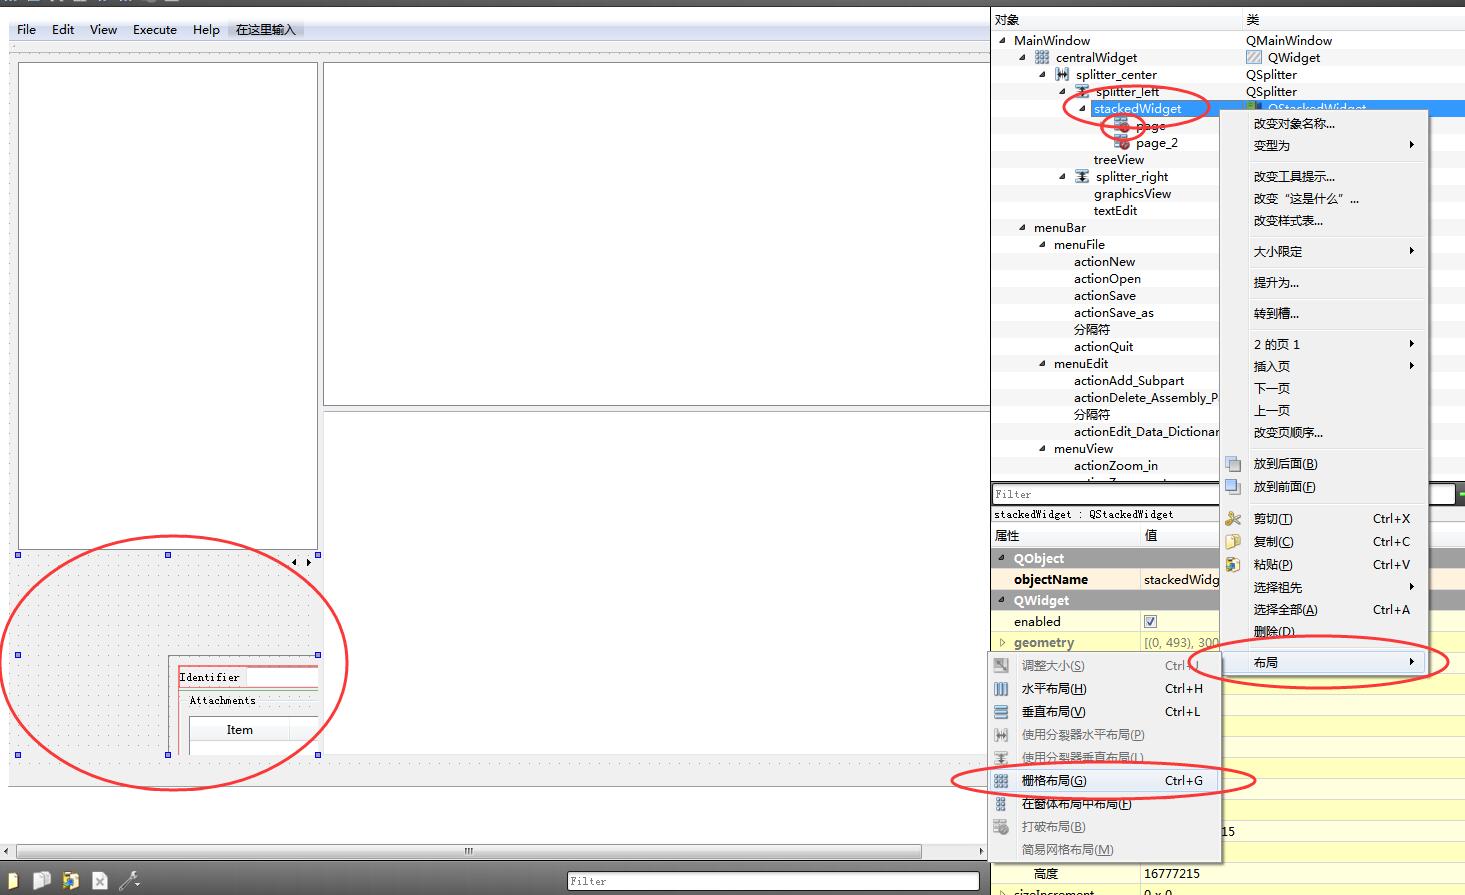 File Edit View Execute Help 在这里输入
Identifier
Attachments
Item
Filter
对象 类
MainWindow QMainWindow
centralWidget QWidget
splitter_center QSplitter
splitter_left QSplitter
stackedWidget QStackedWidget
page
page_2
treeView
splitter_right
graphicsView
textEdit
menuBar
menuFile
actionNew
actionOpen
actionSave
actionSave_as
分隔符
actionQuit
menuEdit
actionAdd_Subpart
actionDelete_Assembly_P
分隔符
actionEdit_Data_Dictionar
menuView
actionZoom_in
Filter
stackedWidget : QStackedWidget
属性 值
QObject
objectName stackedWidg
QWidget
enabled
geometry [(0, 493), 300
15
高度 16777215
sizeIncrement 0 x 0
改变对象名称...
变型为
改变工具提示...
改变“这是什么”...
改变样式表...
大小限定
提升为...
转到槽...
2 的页 1
插入页
下一页
上一页
改变页顺序...
放到后面(B)
放到前面(F)
剪切(T) Ctrl+X
复制(C) Ctrl+C
粘贴(P) Ctrl+V
选择祖先
选择全部(A) Ctrl+A
删除(D)
布局
调整大小(S) Ctrl+J
水平布局(H) Ctrl+H
垂直布局(V) Ctrl+L
使用分裂器水平布局(P)
使用分裂器垂直布局(L)
栅格布局(G) Ctrl+G
在窗体布局中布局(F)
打破布局(B)
简易网格布局(M)